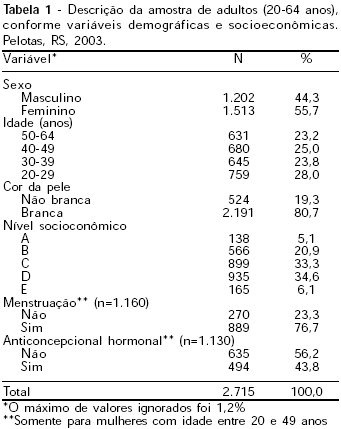 Tabela 1 - Descrição da amostra de adultos (20-64 anos),
conforme variáveis demográficas e socioeconômicas.
Pelotas, RS, 2003.
Variável* N %
Sexo
Masculino 1.202 44,3
Feminino 1.513 55,7
Idade (anos)
50-64 631 23,2
40-49 680 25,0
30-39 645 23,8
20-29 759 28,0
Cor da pele
Não branca 524 19,3
Branca 2.191 80,7
Nível socioeconômico
A 138 5,1
B 566 20,9
C 899 33,3
D 935 34,6
E 165 6,1
Menstruação** (n=1.160)
Não 270 23,3
Sim 889 76,7
Anticoncepcional hormonal** (n=1.130)
Não 635 56,2
Sim 494 43,8
Total 2.715 100,0
*O máximo de valores ignorados foi 1,2%
**Somente para mulheres com idade entre 20 e 49 anos